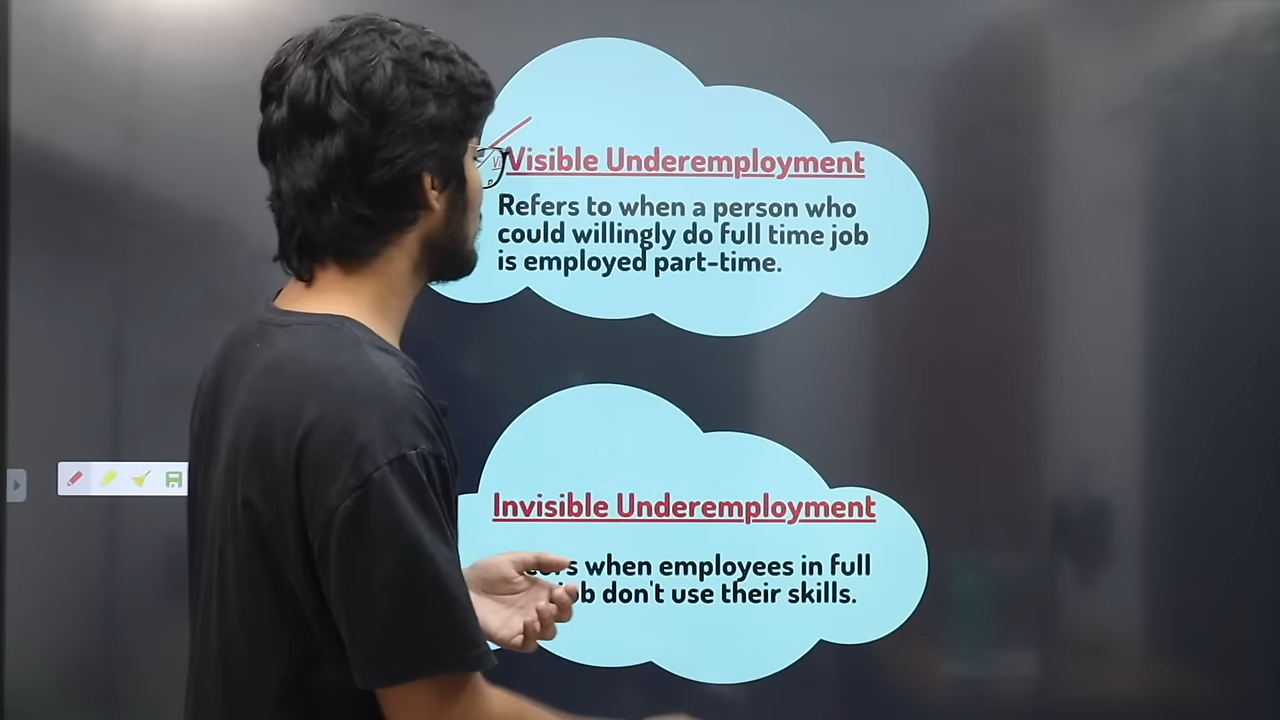 Visible Underemployment
Refers to when a person who
could willingly do full time job
is employed part-time.
Invisible Underemployment
when employees in full
don't use their skills.